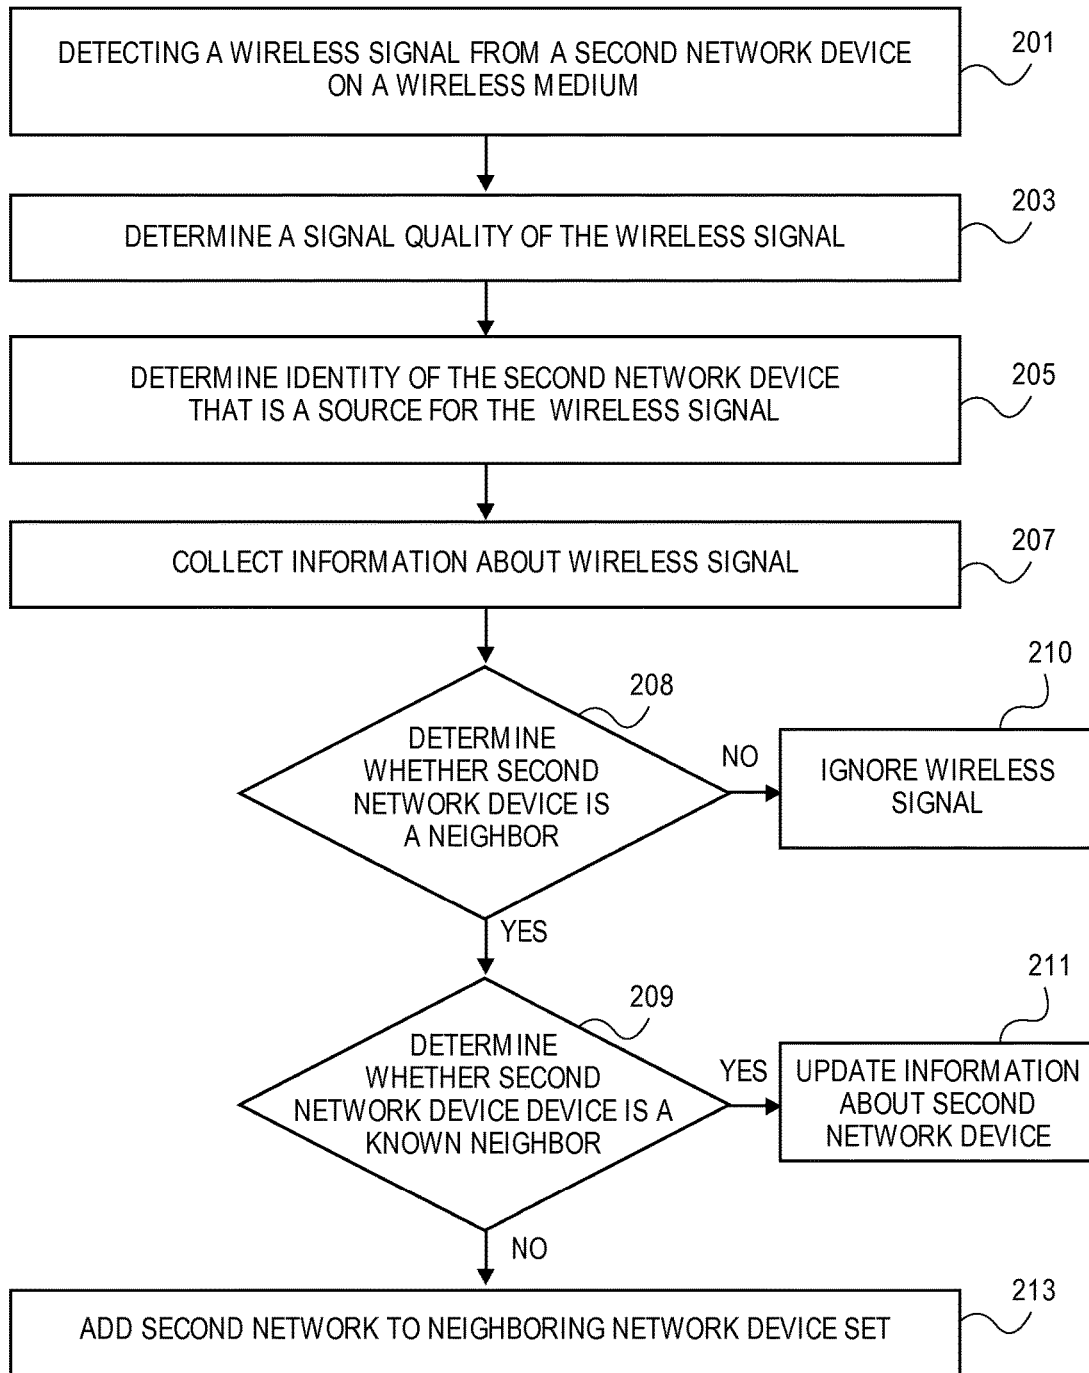 DETECTING A WIRELESS SIGNAL FROM A SECOND NETWORK DEVICE
ON A WIRELESS MEDIUM
201
DETERMINE A SIGNAL QUALITY OF THE WIRELESS SIGNAL
203
DETERMINE IDENTITY OF THE SECOND NETWORK DEVICE
THAT IS A SOURCE FOR THE WIRELESS SIGNAL
205
COLLECT INFORMATION ABOUT WIRELESS SIGNAL
207
DETERMINE
WHETHER SECOND
NETWORK DEVICE IS
A NEIGHBOR
208
NO
IGNORE WIRELESS
SIGNAL
210
YES
DETERMINE
WHETHER SECOND
NETWORK DEVICE DEVICE IS A
KNOWN NEIGHBOR
209
YES
UPDATE INFORMATION
ABOUT SECOND
NETWORK DEVICE
211
NO
ADD SECOND NETWORK TO NEIGHBORING NETWORK DEVICE SET
213